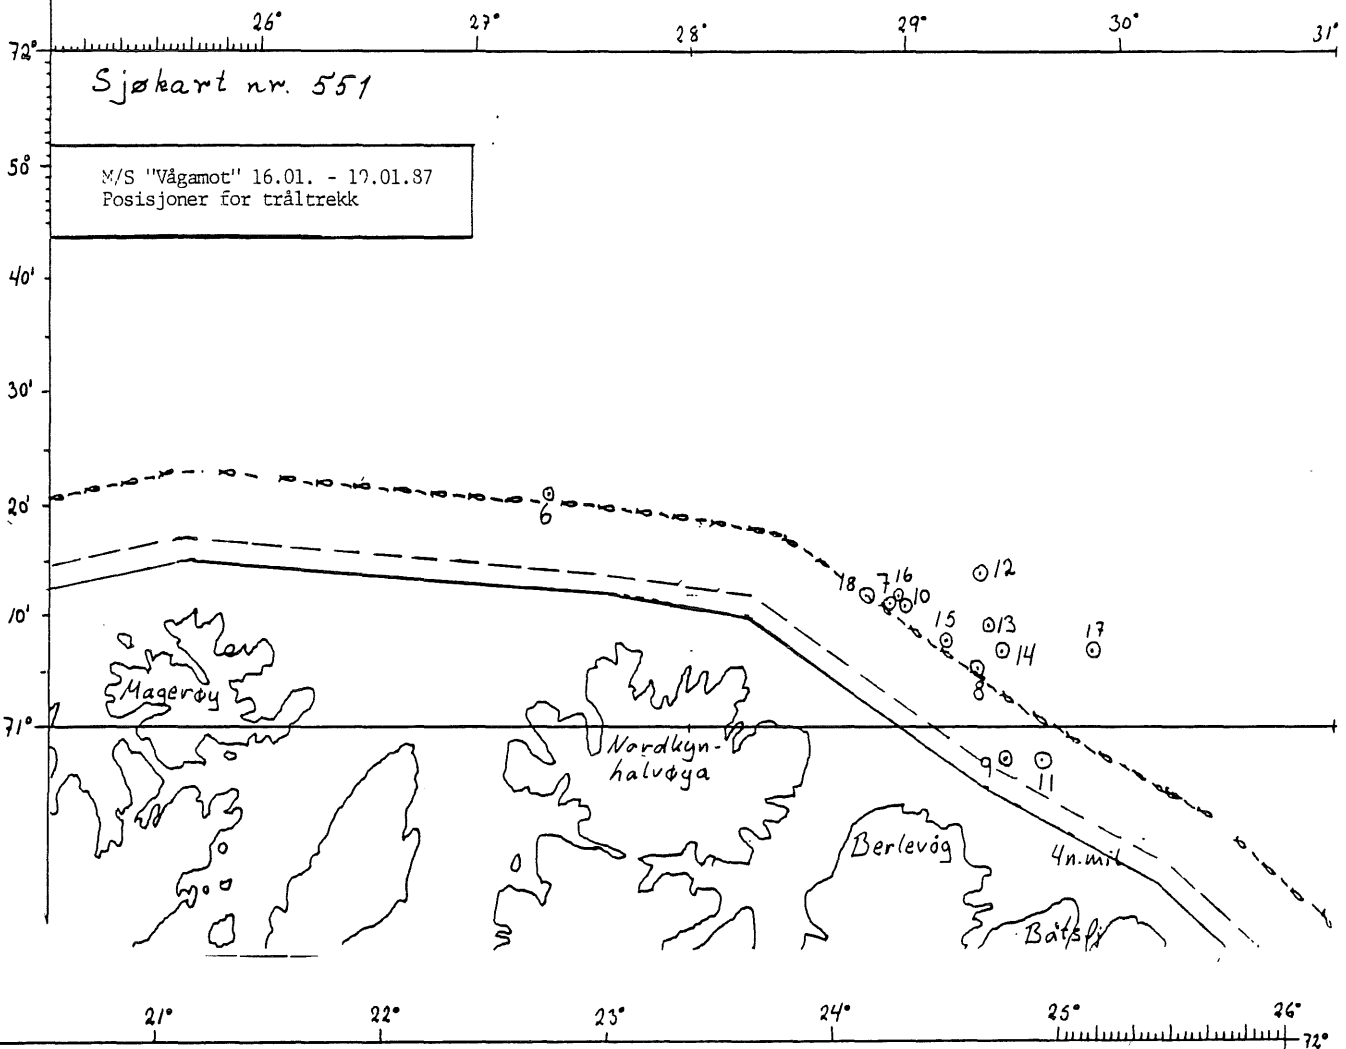 26° 27° 28 29° 30° 31°
72°
Sjøkart nr. 551
50'
M/S "Vågamot" 16.01. - 19.01.87
Posisjoner for tråltrekk
40'
30'
20'
6
12
18 7 16 10
10'
15 13 17
14
Magerøy
71°
Nordkyn-
halvøya
9 11
Berlevåg
4n.mil
Båtsfj
21° 22° 23° 24° 25° 26°
72°